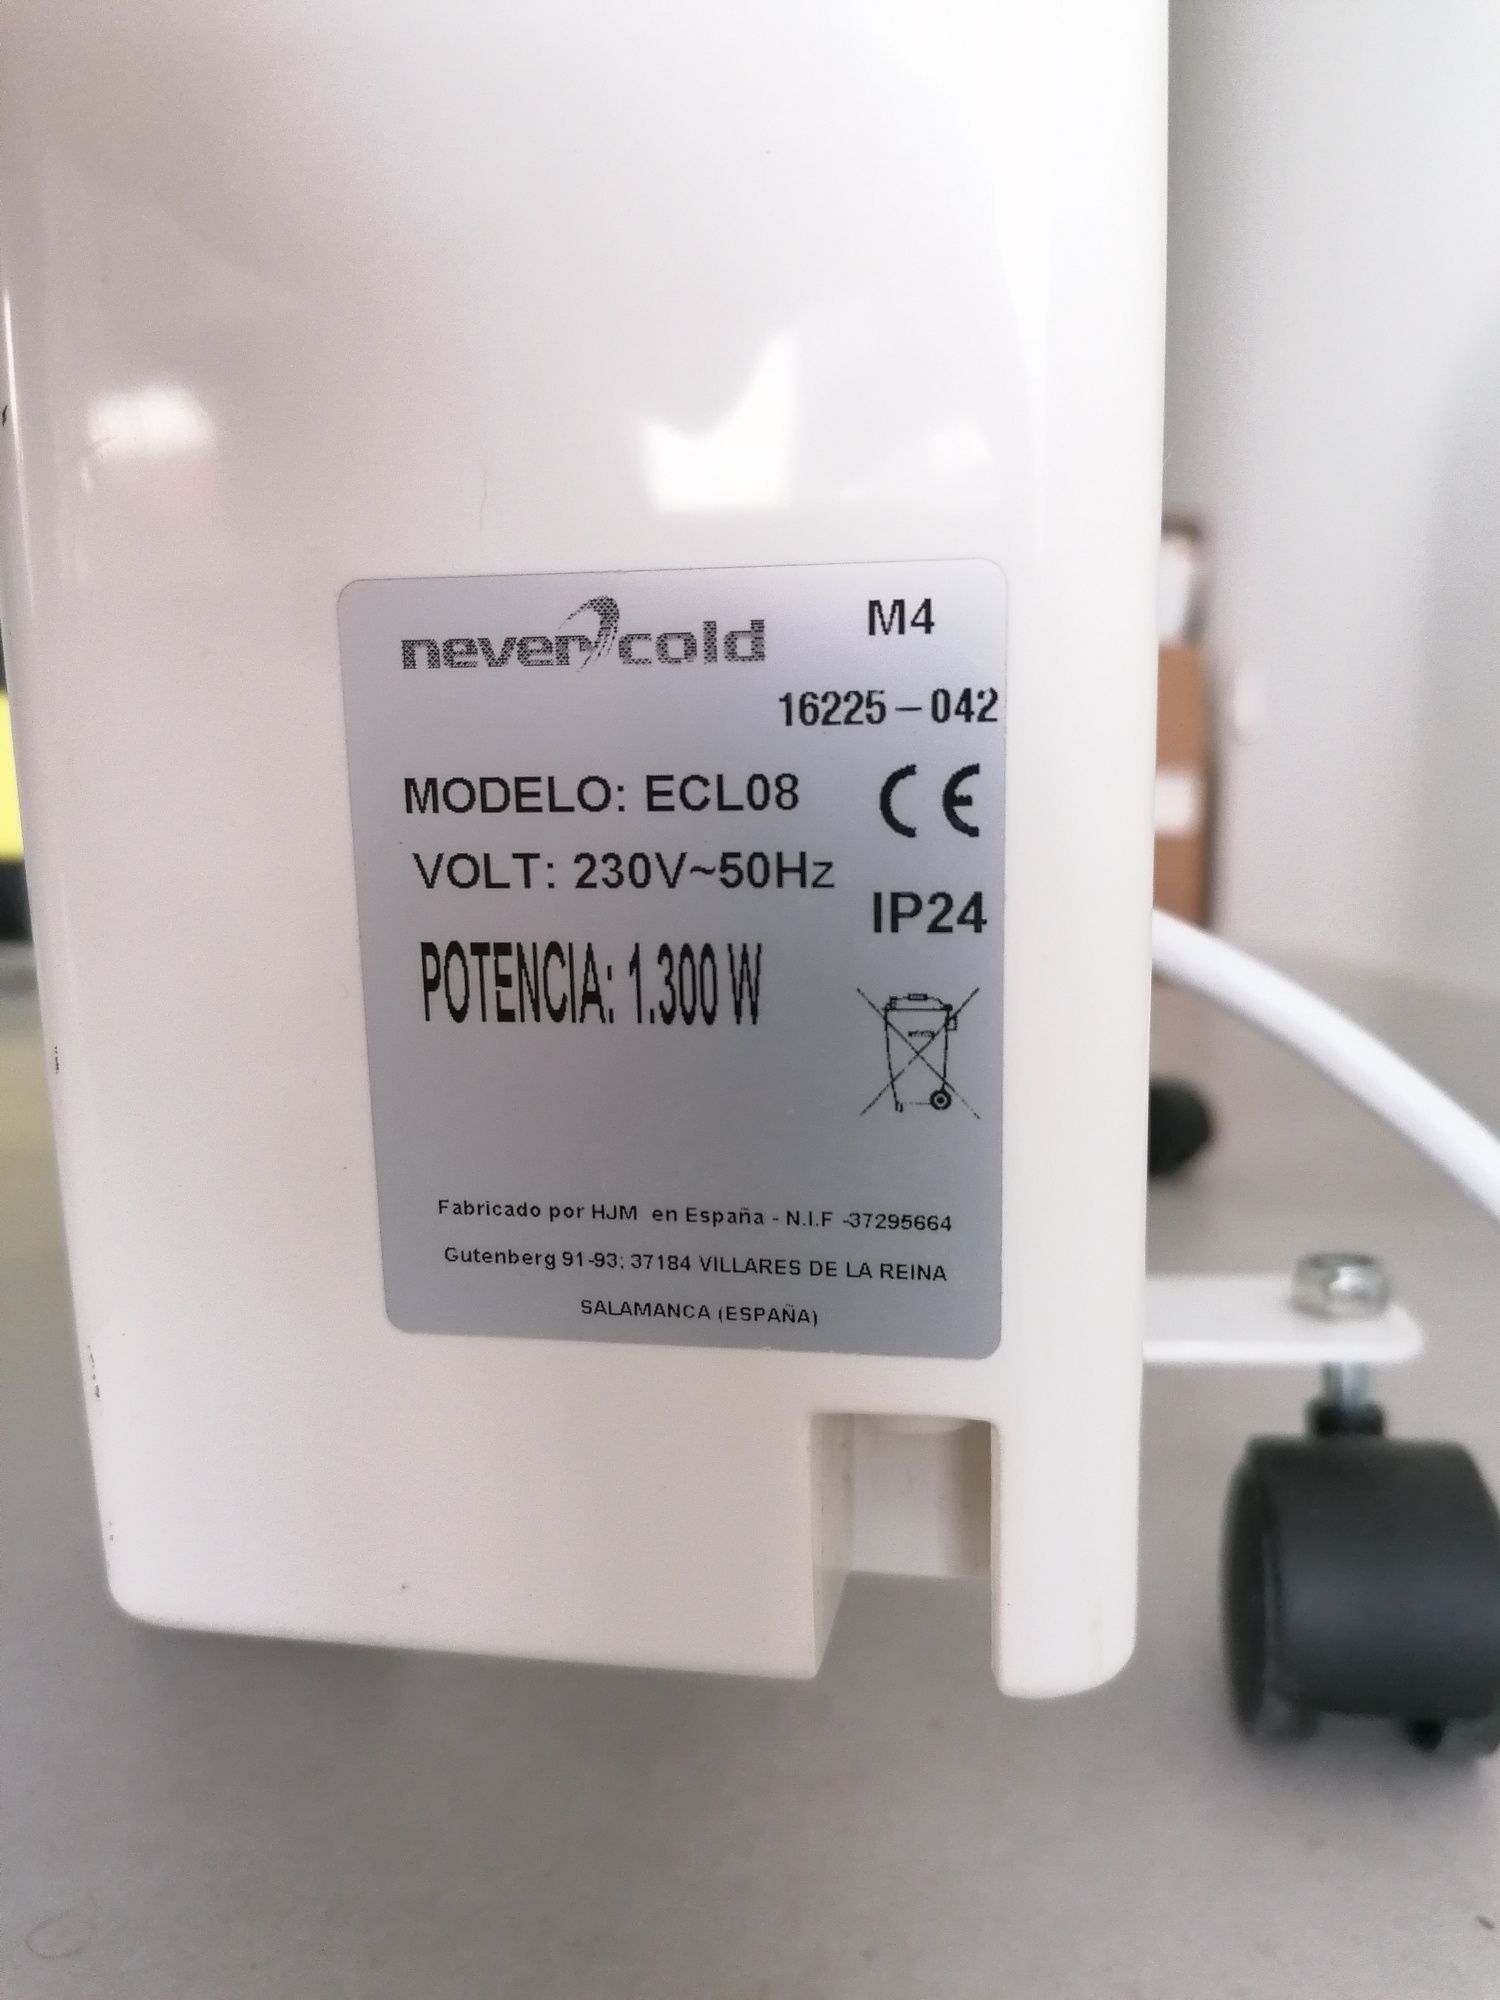 never cold M4
16225-042
MODELO: ECL08 CE
VOLT: 230V~50Hz
IP24
POTENCIA: 1.300 W
Fabricado por HJM en España - N.I.F -37295664
Gutenberg 91-93; 37184 VILLARES DE LA REINA
SALAMANCA (ESPAÑA)